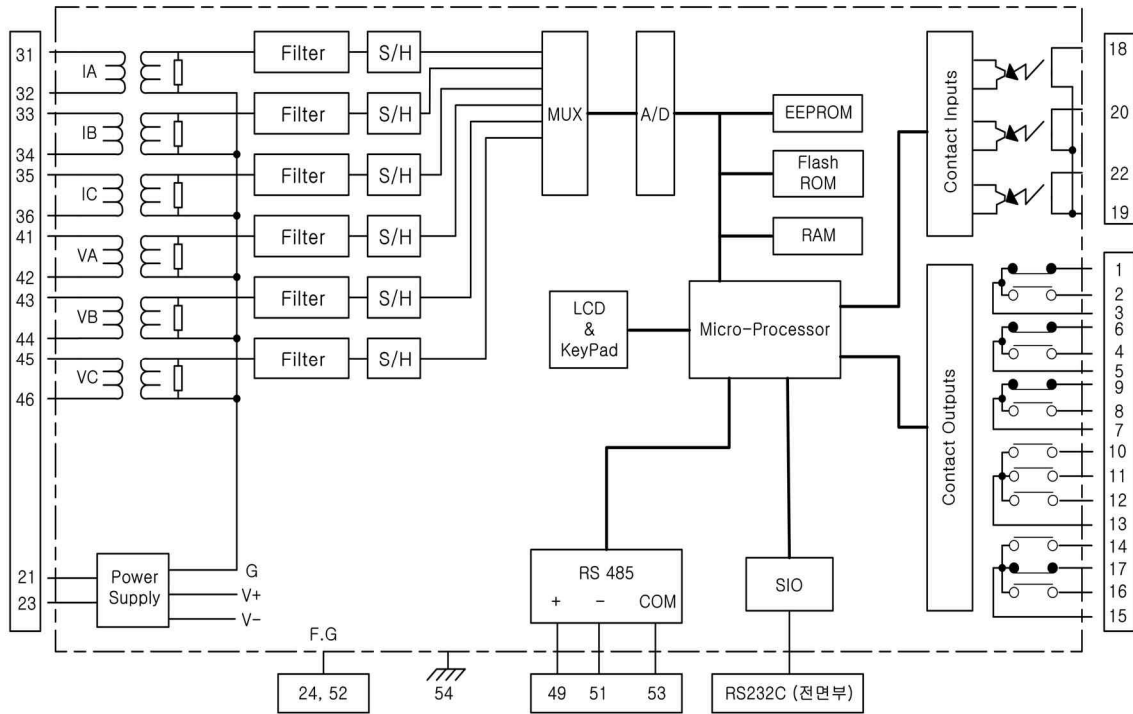 31
IA
32
33
IB
34
35
IC
36
41
VA
42
43
VB
44
45
VC
46
21
23
Power
Supply
G
V+
V-
Filter
S/H
Filter
S/H
Filter
S/H
Filter
S/H
Filter
S/H
Filter
S/H
MUX
A/D
EEPROM
Flash
ROM
RAM
LCD
&
KeyPad
Micro-Processor
Contact Inputs
Contact Outputs
18
20
22
19
1
2
3
6
4
5
9
8
7
10
11
12
13
14
17
16
15
RS 485
+ - COM
SIO
F.G
24, 52
54
49 51 53
RS232C (전면부)